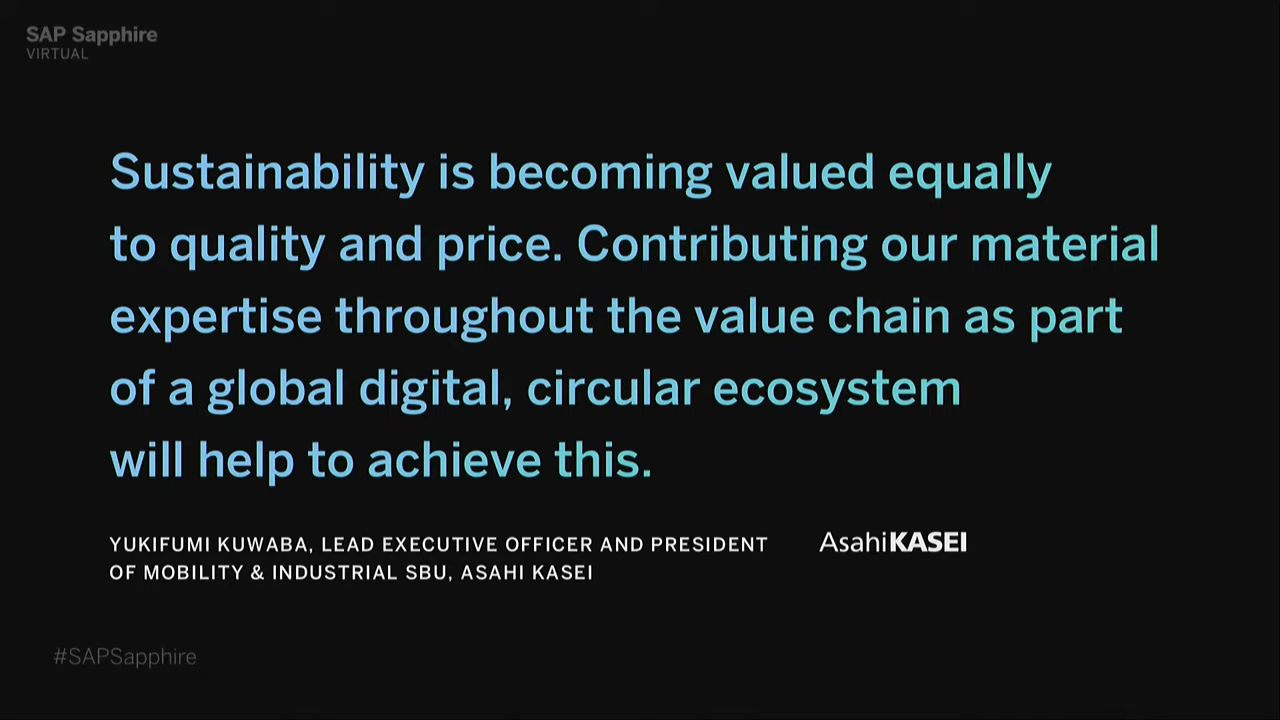 SAP Sapphire
VIRTUAL
Sustainability is becoming valued equally
to quality and price. Contributing our material
expertise throughout the value chain as part
of a global digital, circular ecosystem
will help to achieve this.
YUKIFUMI KUWABA, LEAD EXECUTIVE OFFICER AND PRESIDENT
OF MOBILITY & INDUSTRIAL SBU, ASAHI KASEI
AsahiKASEI
#SAPSapphire